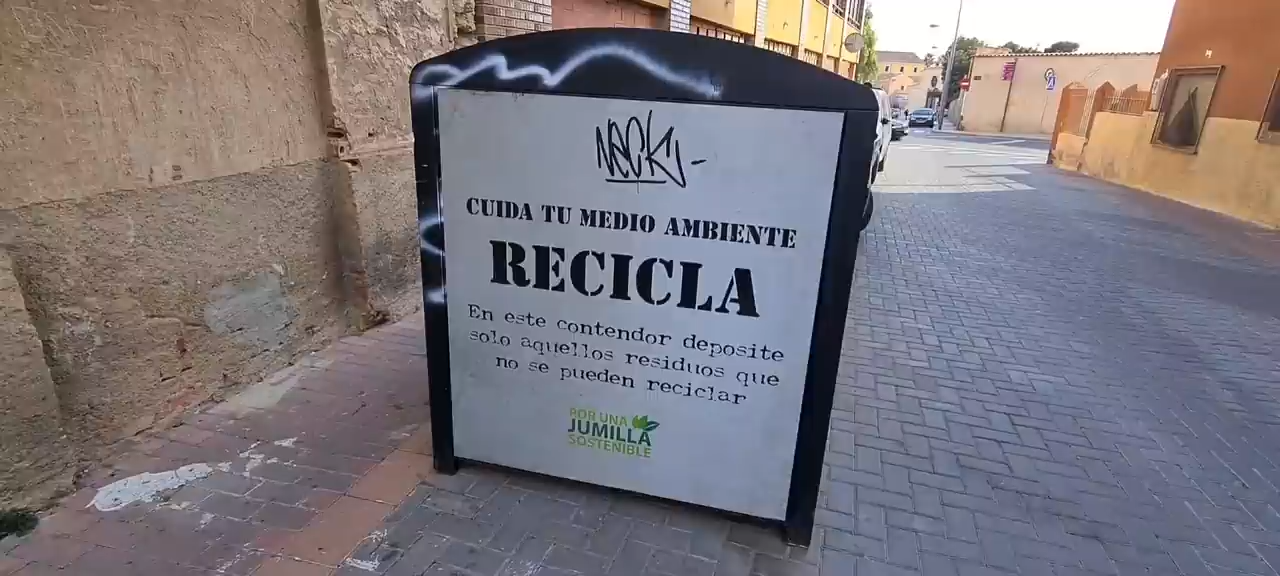 NECK
CUIDA TU MEDIO AMBIENTE
RECICLA
En este contendor deposite
solo aquellos residuos que
no se pueden reciclar
POR UNA
JUMILLA
SOSTENIBLE